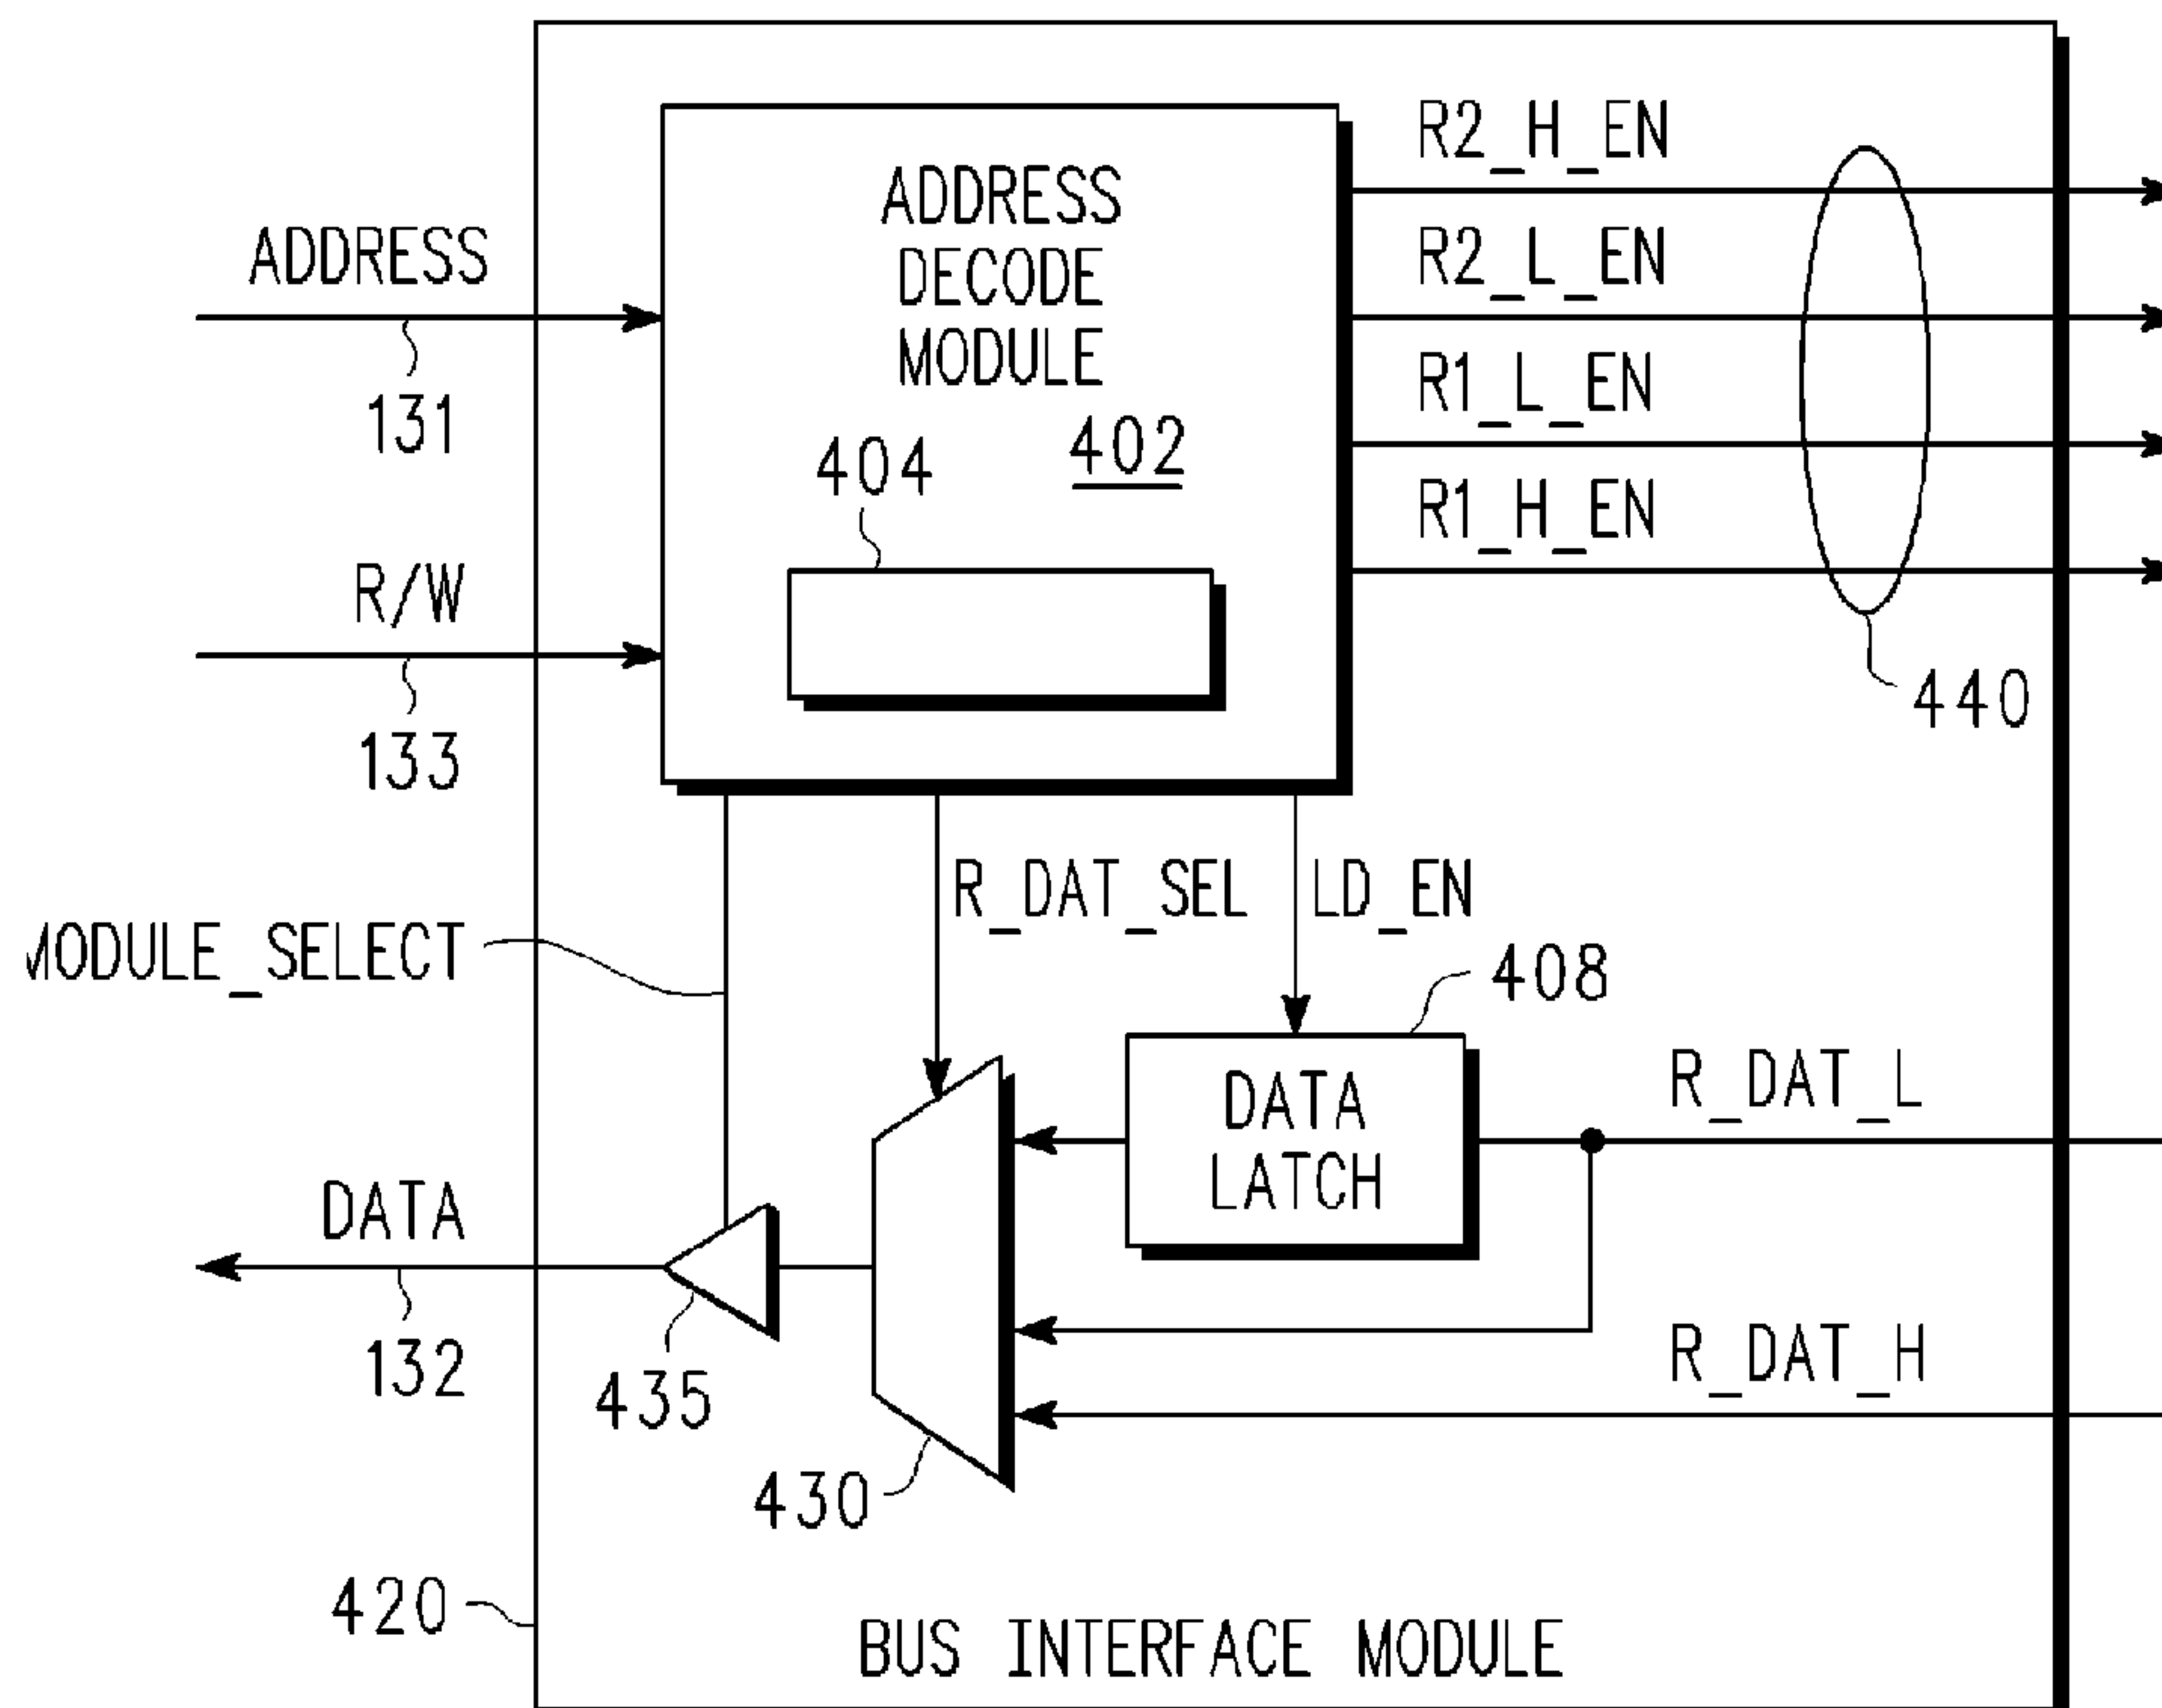 R2_H_EN
ADDRESS
DECODE
MODULE
402
ADDRESS
131
R2_L_EN
R1_L_EN
404
R1_H_EN
R/W
133
440
R_DAT_SEL
LD_EN
MODULE_SELECT
408
DATA
LATCH
R_DAT_L
DATA
132
435
R_DAT_H
430
420
BUS INTERFACE MODULE